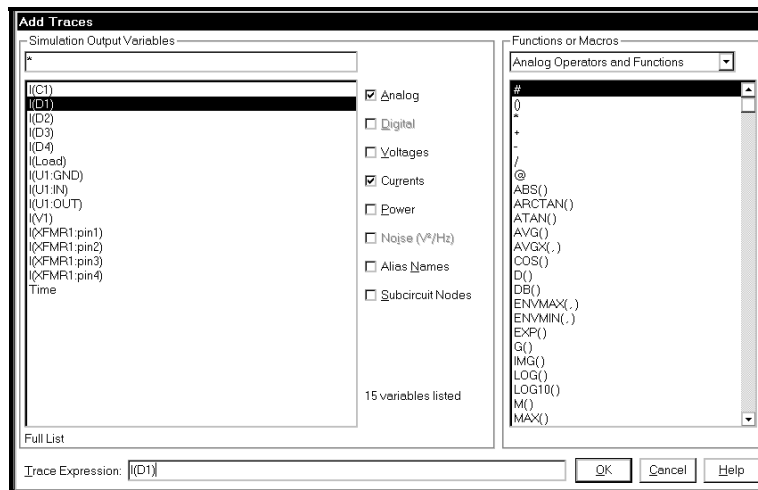 Add Traces
Simulation Output Variables
*
I(C1)
I(D1)
I(D2)
I(D3)
I(D4)
I(Load)
I(U1:GND)
I(U1:IN)
I(U1:OUT)
I(V1)
I(XFMR1:pin1)
I(XFMR1:pin2)
I(XFMR1:pin3)
I(XFMR1:pin4)
Time
Full List
Analog
Digital
Voltages
Currents
Power
Noise (V²/Hz)
Alias Names
Subcircuit Nodes
15 variables listed
Functions or Macros
Analog Operators and Functions
#
()
*
+
-
/
@
ABS()
ARCTAN()
ATAN()
AVG()
AVGX(,)
COS()
D()
DB()
ENVMAX(,)
ENVMIN(,)
EXP()
G()
IMG()
LOG()
LOG10()
M()
MAX()
Trace Expression: I(D1)
OK Cancel Help